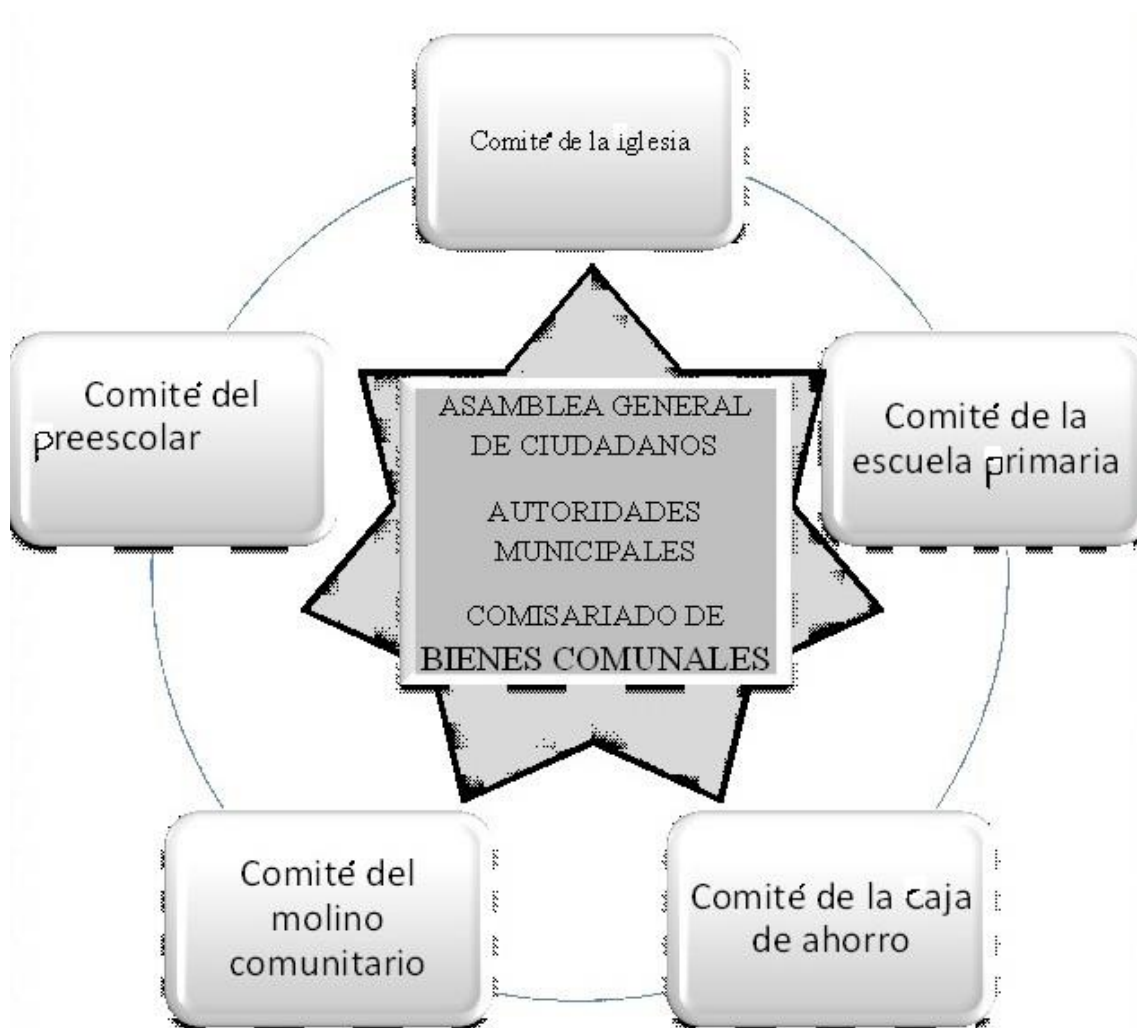 Comité de la iglesia
Comité del
preescolar
ASAMBLEA GENERAL
DE CIUDADANOS
AUTORIDADES
MUNICIPALES
COMISARIADO DE
BIENES COMUNALES
Comité de la
escuela primaria
Comité del
molino
comunitario
Comité de la caja
de ahorro